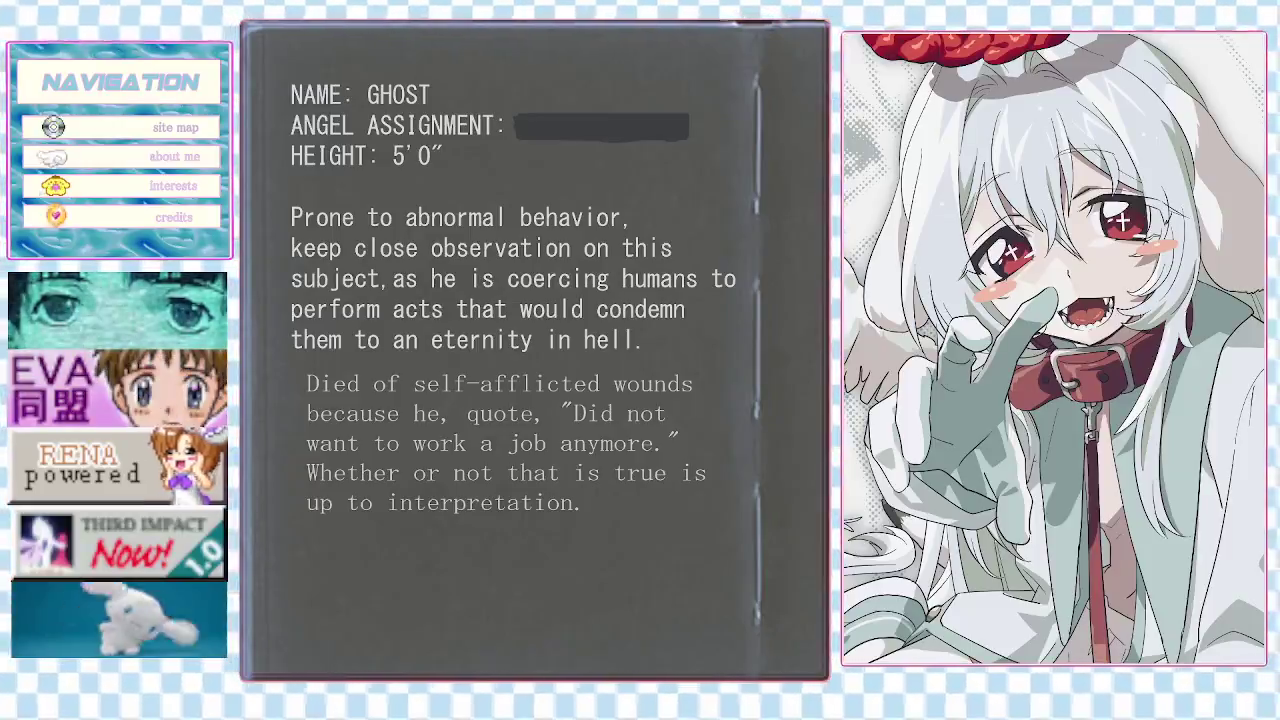 NAVIGATION
site map
about me
interests
credits
EVA
同盟
RENA
powered
THIRD IMPACT
Now!
1.0
NAME: GHOST
ANGEL ASSIGNMENT:
HEIGHT: 5'0"
Prone to abnormal behavior,
keep close observation on this
subject,as he is coercing humans to
perform acts that would condemn
them to an eternity in hell.
Died of self-afflicted wounds
because he, quote, "Did not
want to work a job anymore."
Whether or not that is true is
up to interpretation.